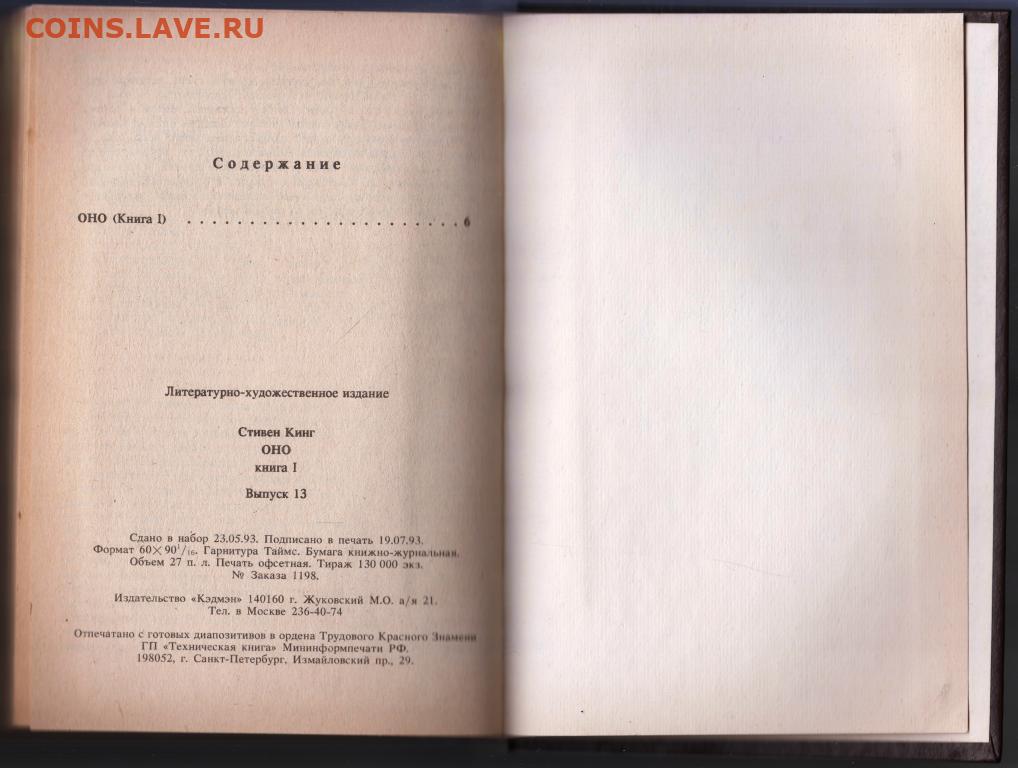 COINS.LAVE.RU
Содержание
ОНО (Книга I) . . . . . . . . . . . . . . . . . . . . . . 6
Литературно-художественное издание
Стивен Кинг
ОНО
книга I
Выпуск 13
Сдано в набор 23.05.93. Подписано в печать 19.07.93.
Формат 60×90¹/₁₆. Гарнитура Таймс. Бумага книжно-журнальная.
Объем 27 п. л. Печать офсетная. Тираж 130 000 экз.
№ Заказа 1198.
Издательство «Кэдмэн» 140160 г. Жуковский М.О. а/я 21.
Тел. в Москве 236-40-74
Отпечатано с готовых диапозитивов в ордена Трудового Красного Знамени
ГП «Техническая книга» Мининформпечати РФ.
198052, г. Санкт-Петербург, Измайловский пр., 29.